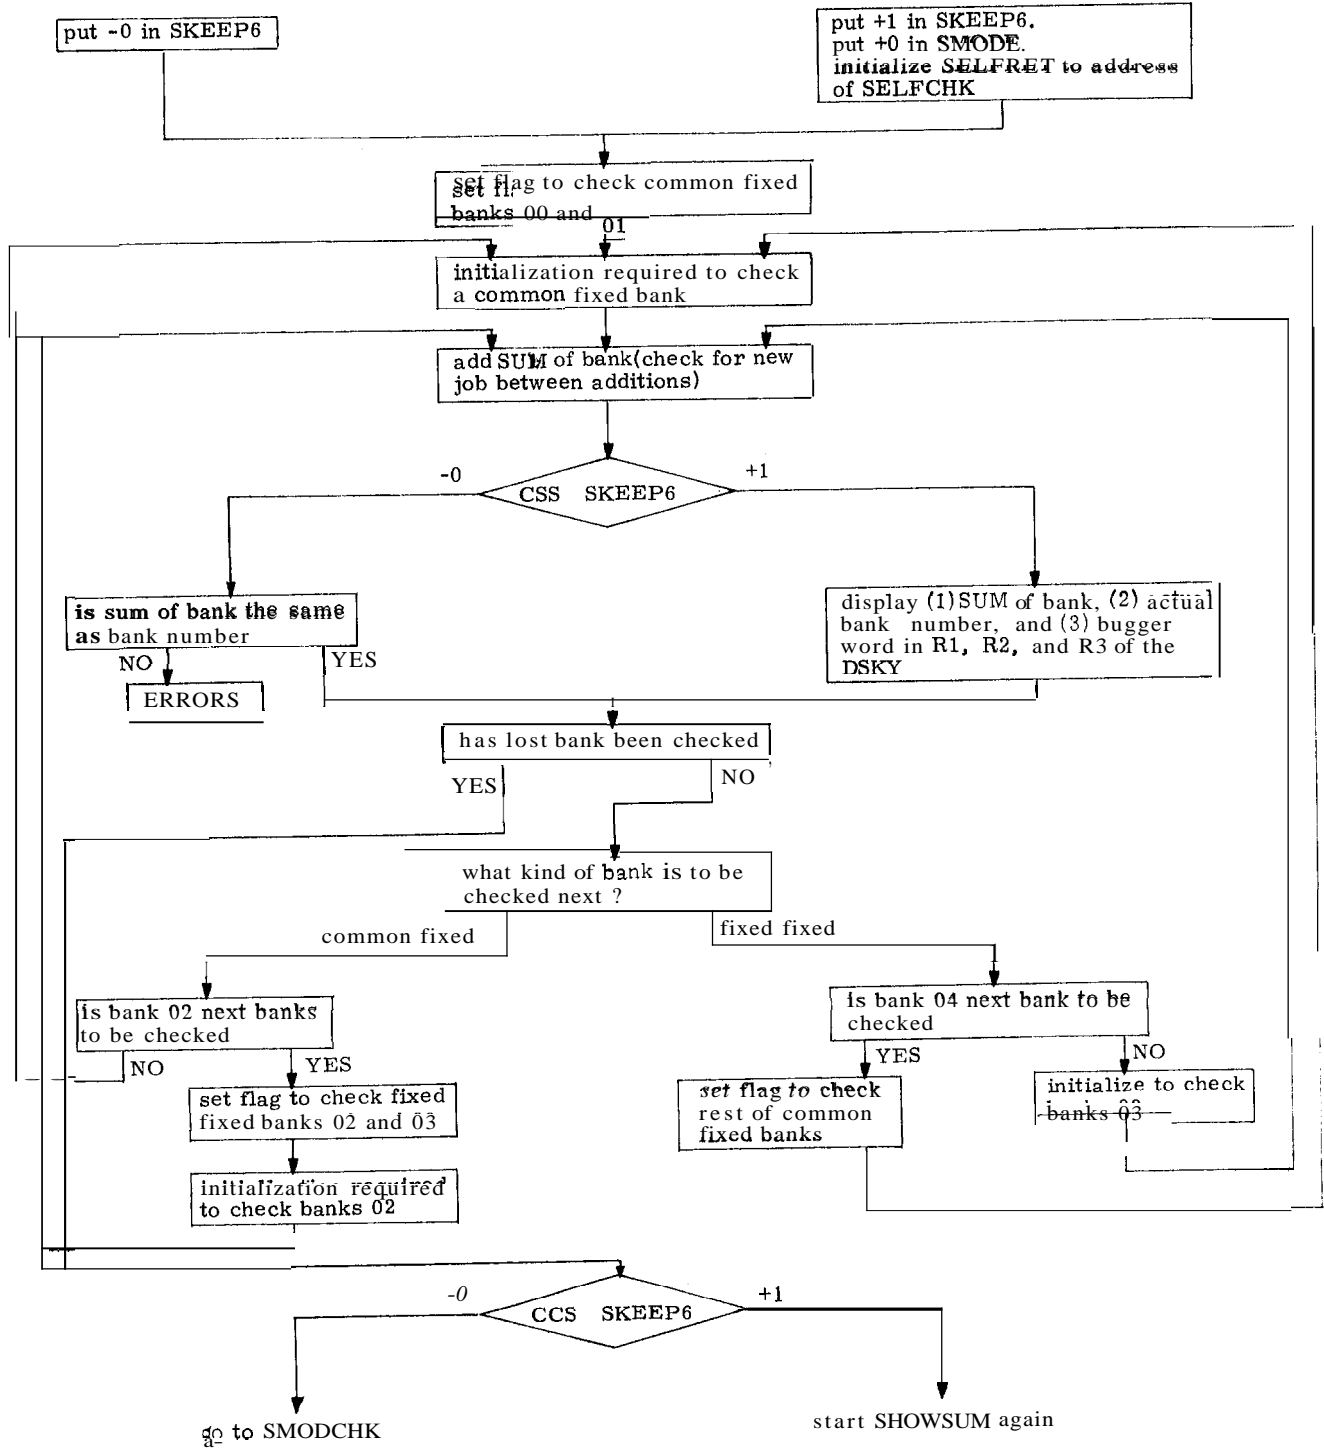 put -0 in SKEEP6
put +1 in SKEEP6.
put +0 in SMODE.
initialize SELFRET to address
of SELFCHK
set flag to check common fixed
banks 00 and 01
initialization required to check
a common fixed bank
add SUM of bank(check for new
job between additions)
-0
+1
CSS SKEEP6
is sum of bank the same
as bank number
NO
YES
ERRORS
display (1) SUM of bank, (2) actual
bank number, and (3) bugger
word in R1, R2, and R3 of the
DSKY
has lost bank been checked
YES
NO
what kind of bank is to be
checked next ?
common fixed
fixed fixed
is bank 02 next banks
to be checked
NO
YES
set flag to check fixed
fixed banks 02 and 03
initialization required
to check banks 02
is bank 04 next bank to be
checked
YES
NO
set flag to check
rest of common
fixed banks
initialize to check
banks 03
-0
+1
CCS SKEEP6
go to SMODCHK
start SHOWSUM again